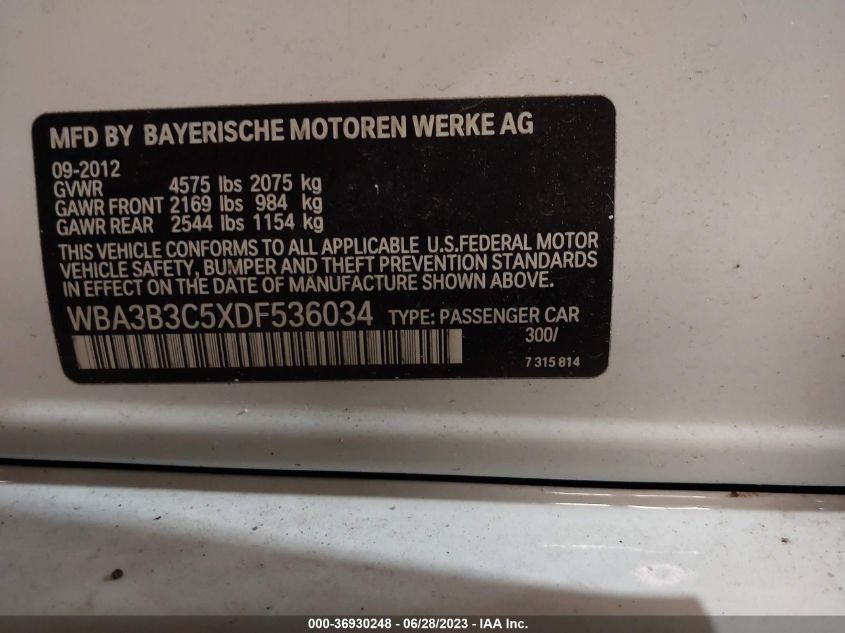 MFD BY BAYERISCHE MOTOREN WERKE AG
09-2012
GVWR 4575 lbs 2075 kg
GAWR FRONT 2169 lbs 984 kg
GAWR REAR 2544 lbs 1154 kg
THIS VEHICLE CONFORMS TO ALL APPLICABLE U.S.FEDERAL MOTOR
VEHICLE SAFETY, BUMPER AND THEFT PREVENTION STANDARDS
IN EFFECT ON THE DATE OF MANUFACTURE SHOWN ABOVE.
WBA3B3C5XDF536034 TYPE: PASSENGER CAR
300/
7 315 814
000-36930248 - 06/28/2023 - IAA Inc.